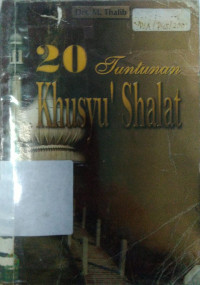 Drs. M. Thalib
20 Tuntunan
Khusyu' Shalat